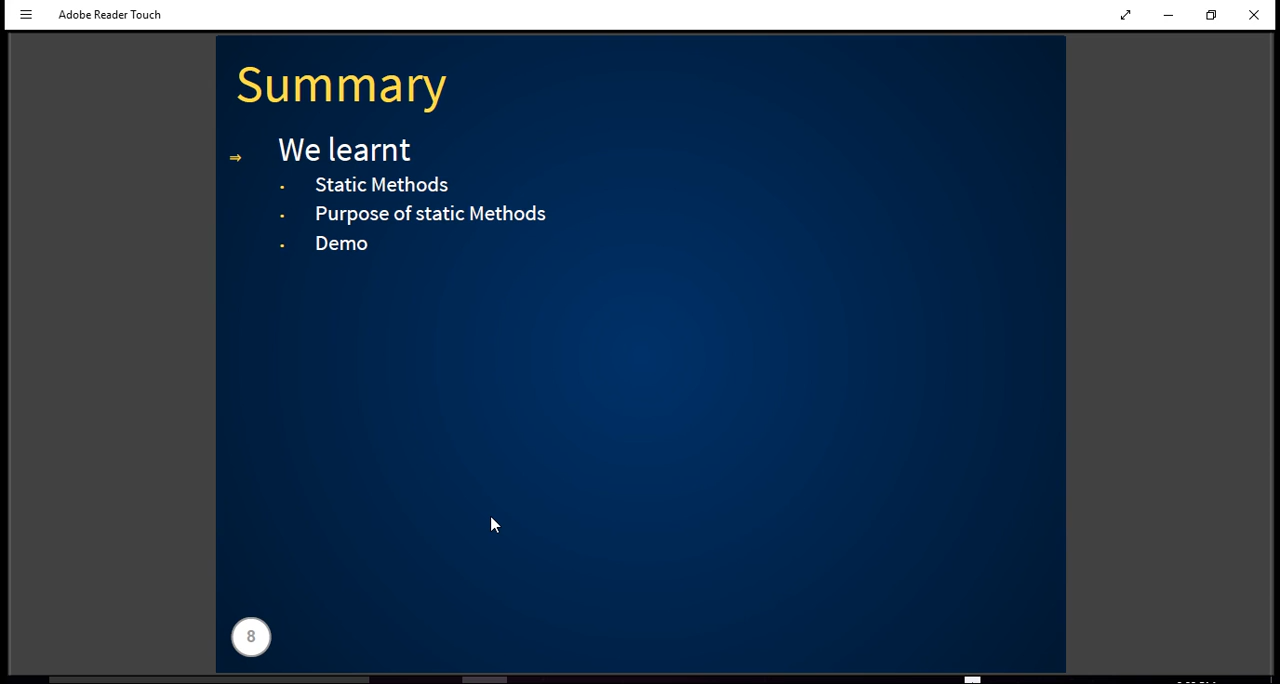 Adobe Reader Touch
Summary
⇒ We learnt
• Static Methods
• Purpose of static Methods
• Demo
8